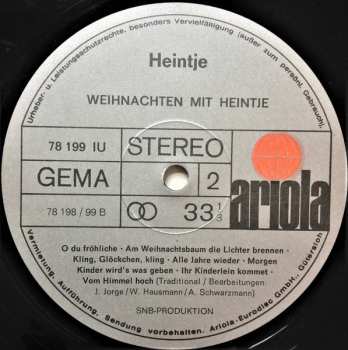 Urheber- u. Leistungsschutzrechte, besonders Vervielfältigung (außer zum persönl. Gebrauch),
Heintje
WEIHNACHTEN MIT HEINTJE
78 199 IU
STEREO
GEMA
2
78 198 / 99 B
33 1/3
ariola
O du fröhliche · Am Weihnachtsbaum die Lichter brennen ·
Kling, Glöckchen, kling · Alle Jahre wieder · Morgen
Kinder wird's was geben · Ihr Kinderlein kommet ·
Vom Himmel hoch (Traditional / Bearbeitungen:
J. Jorge/W. Hausmann / A. Schwarzmann)
SNB-PRODUKTION
Vermietung, Aufführung, Sendung vorbehalten. Ariola-Eurodisc GmbH., Gütersloh